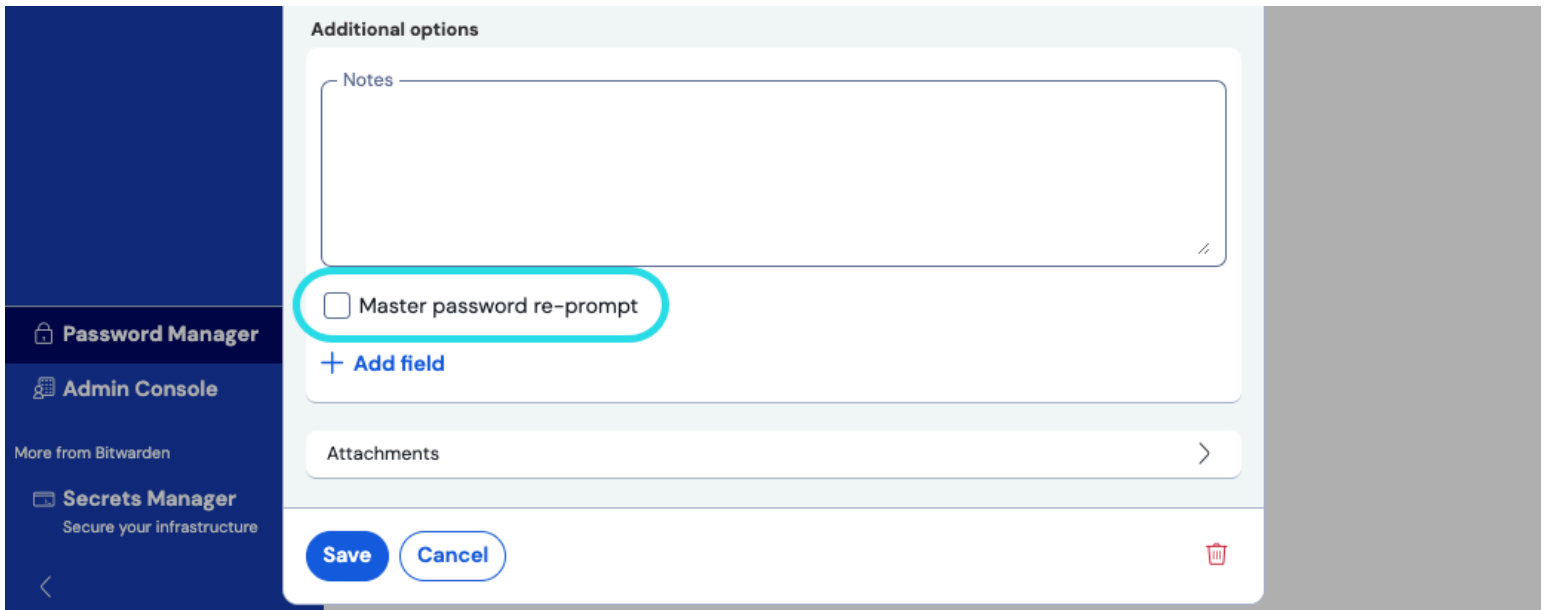 Additional options
Notes
Master password re-prompt
Password Manager
+ Add field
Admin Console
More from Bitwarden
Attachments
Secrets Manager
Secure your infrastructure
Save
Cancel